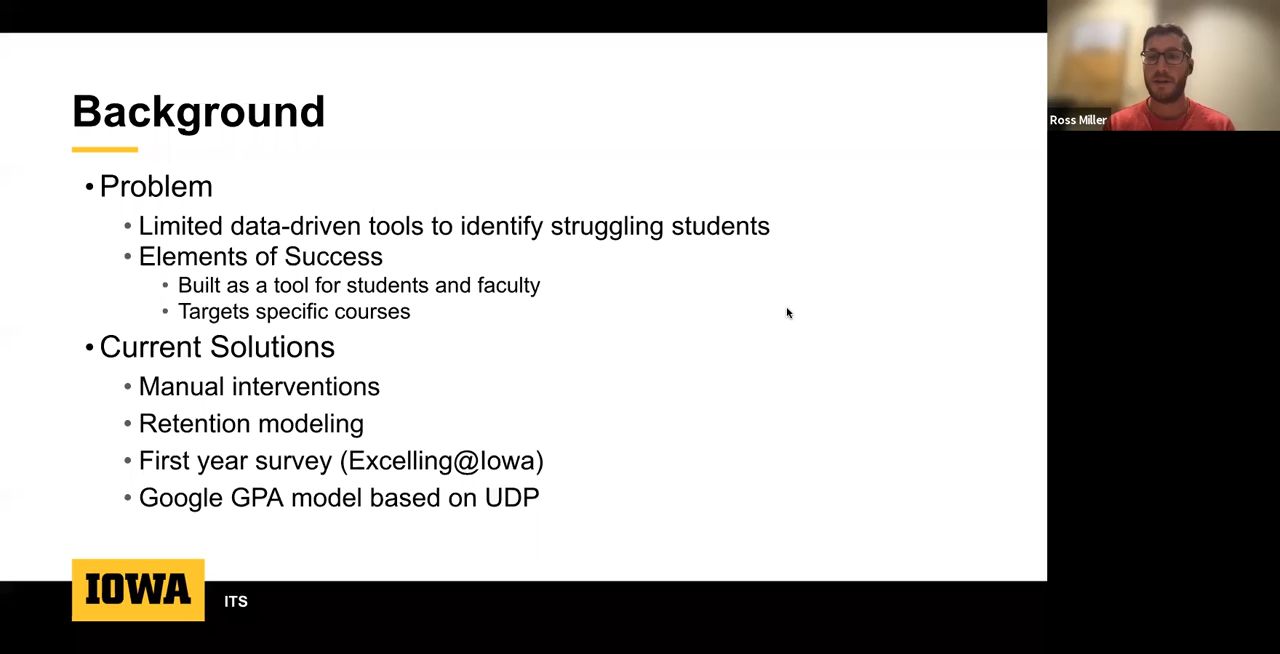 Background
• Problem
• Limited data-driven tools to identify struggling students
• Elements of Success
• Built as a tool for students and faculty
• Targets specific courses
• Current Solutions
• Manual interventions
• Retention modeling
• First year survey (Excelling@Iowa)
• Google GPA model based on UDP
IOWA
ITS
Ross Miller